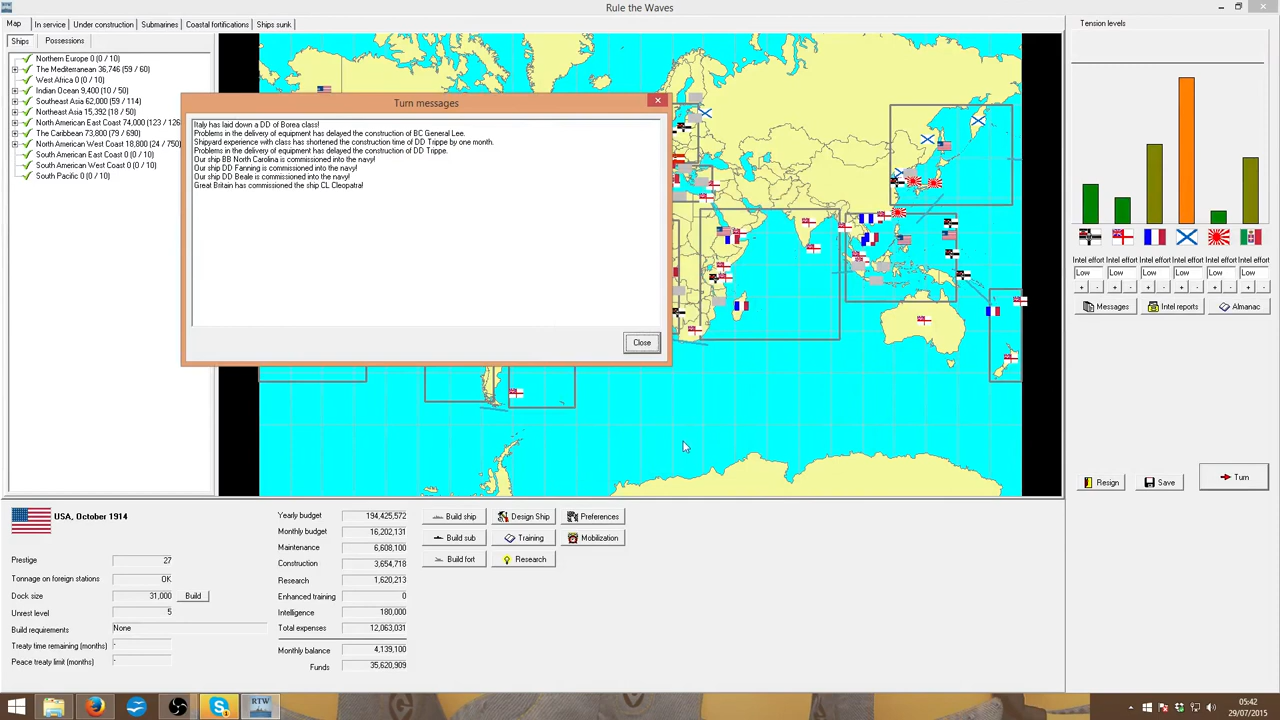 Rule the Waves
Map
In service
Under construction
Submarines
Coastal fortifications
Ships sunk
Tension levels
Ships
Possessions
Northern Europe 0 (0 / 10)
The Mediterranean 36,746 (59 / 60)
West Africa 0 (0 / 10)
Indian Ocean 9,400 (10 / 50)
Southeast Asia 62,000 (59 / 114)
Northeast Asia 15,392 (18 / 50)
North American East Coast 74,000 (123 / 126
The Caribbean 73,800 (79 / 690)
North American West Coast 18,800 (24 / 750)
South American East Coast 0 (0 / 10)
South American West Coast 0 (0 / 10)
South Pacific 0 (0 / 10)
Turn messages
Italy has laid down a DD of Borea class!
Problems in the delivery of equipment has delayed the construction of BC General Lee.
Shipyard experience with class has shortened the construction time of DD Trippe by one month.
Problems in the delivery of equipment has delayed the construction of DD Trippe.
Our ship BB North Carolina is commissioned into the navy!
Our ship DD Fanning is commissioned into the navy!
Our ship DD Beale is commissioned into the navy!
Great Britain has commissioned the ship CL Cleopatra!
Close
Intel effort Intel effort Intel effort Intel effort Intel effort Intel effort
Low Low Low Low Low Low
+ - + - + - + - + - + -
Messages
Intel reports
Almanac
Resign
Save
Turn
USA, October 1914
Prestige 27
Tonnage on foreign stations OK
Dock size 31,000 Build
Unrest level 5
Build requirements None
Treaty time remaining (months) -
Peace treaty limit (months) -
Yearly budget 194,425,572
Monthly budget 16,202,131
Maintenance 6,608,100
Construction 3,654,718
Research 1,620,213
Enhanced training 0
Intelligence 180,000
Total expenses 12,063,031
Monthly balance 4,139,100
Funds 35,620,909
Build ship
Design Ship
Preferences
Build sub
Training
Mobilization
Build fort
Research
RTW
05:42
29/07/2015